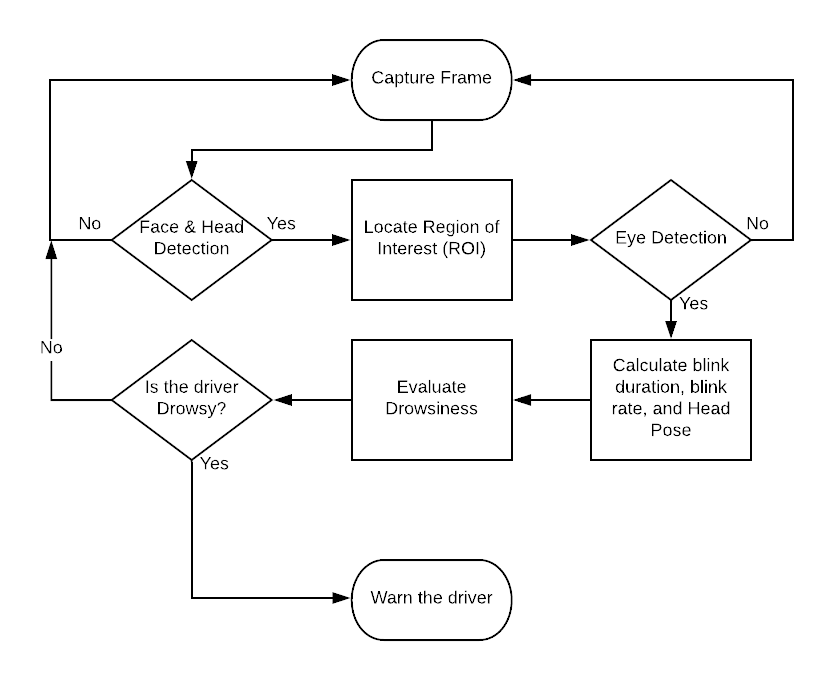 Capture Frame
No
Face & Head
Detection
Yes
Locate Region of
Interest (ROI)
Eye Detection
No
Yes
No
Is the driver
Drowsy?
Evaluate
Drowsiness
Calculate blink
duration, blink
rate, and Head
Pose
Yes
Warn the driver